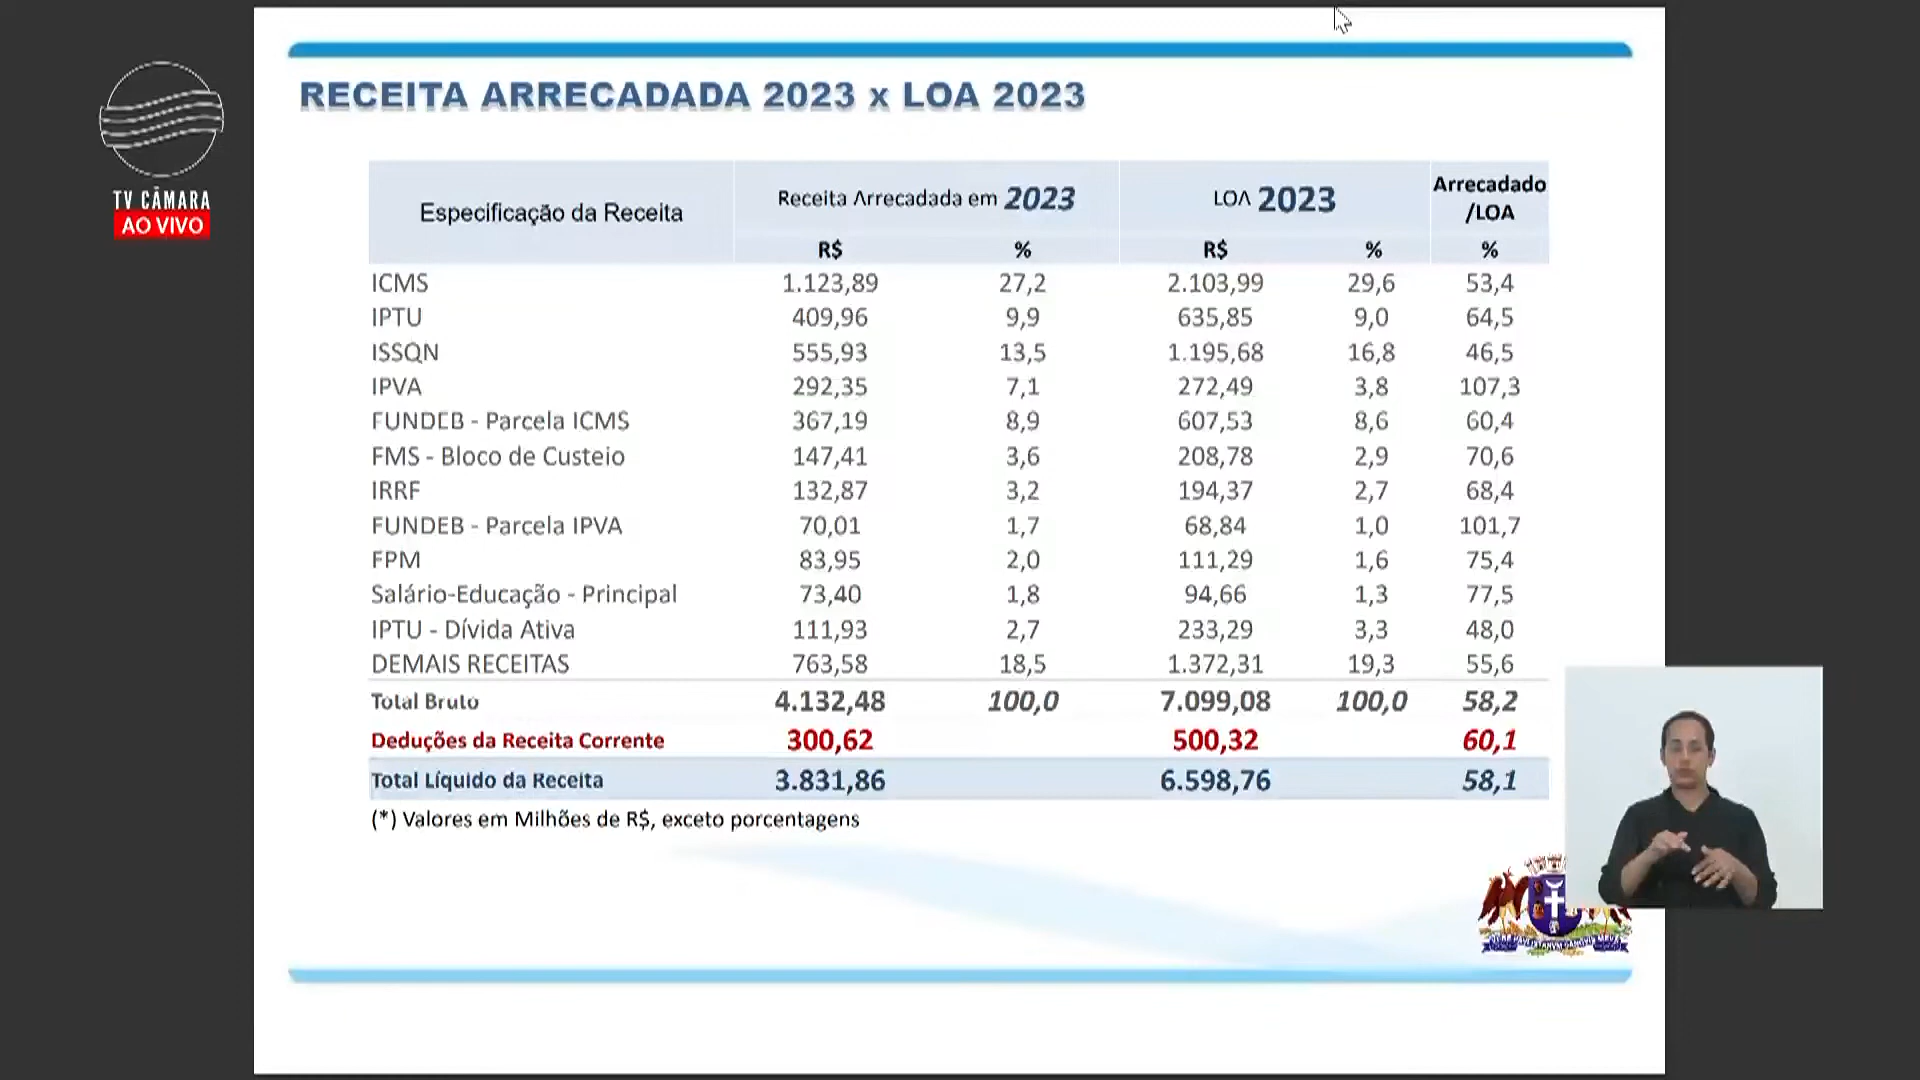 TV CÂMARA
AO VIVO
RECEITA ARRECADADA 2023 x LOA 2023
Especificação da Receita Receita Arrecadada em 2023 LOA 2023 Arrecadado /LOA
R$ % R$ % %
ICMS 1.123,89 27,2 2.103,99 29,6 53,4
IPTU 409,96 9,9 635,85 9,0 64,5
ISSQN 555,93 13,5 1.195,68 16,8 46,5
IPVA 292,35 7,1 272,49 3,8 107,3
FUNDEB - Parcela ICMS 367,19 8,9 607,53 8,6 60,4
FMS - Bloco de Custeio 147,41 3,6 208,78 2,9 70,6
IRRF 132,87 3,2 194,37 2,7 68,4
FUNDEB - Parcela IPVA 70,01 1,7 68,84 1,0 101,7
FPM 83,95 2,0 111,29 1,6 75,4
Salário-Educação - Principal 73,40 1,8 94,66 1,3 77,5
IPTU - Dívida Ativa 111,93 2,7 233,29 3,3 48,0
DEMAIS RECEITAS 763,58 18,5 1.372,31 19,3 55,6
Total Bruto 4.132,48 100,0 7.099,08 100,0 58,2
Deduções da Receita Corrente 300,62 500,32 60,1
Total Líquido da Receita 3.831,86 6.598,76 58,1
(*) Valores em Milhões de R$, exceto porcentagens